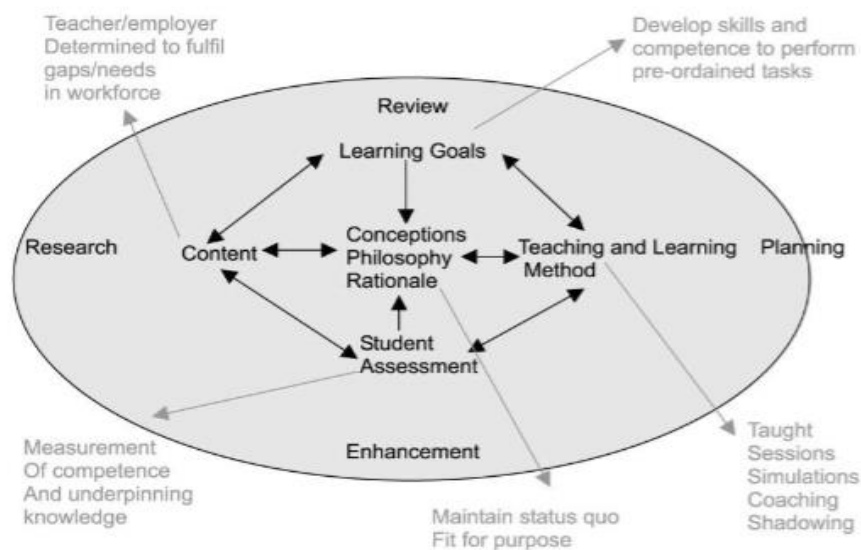 Teacher/employer
Determined to fulfil
gaps/needs
in workforce
Develop skills and
competence to perform
pre-ordained tasks
Review
Learning Goals
Research
Content
Conceptions
Philosophy
Rationale
Teaching and Learning
Method
Planning
Student
Assessment
Enhancement
Measurement
Of competence
And underpinning
knowledge
Maintain status quo
Fit for purpose
Taught
Sessions
Simulations
Coaching
Shadowing